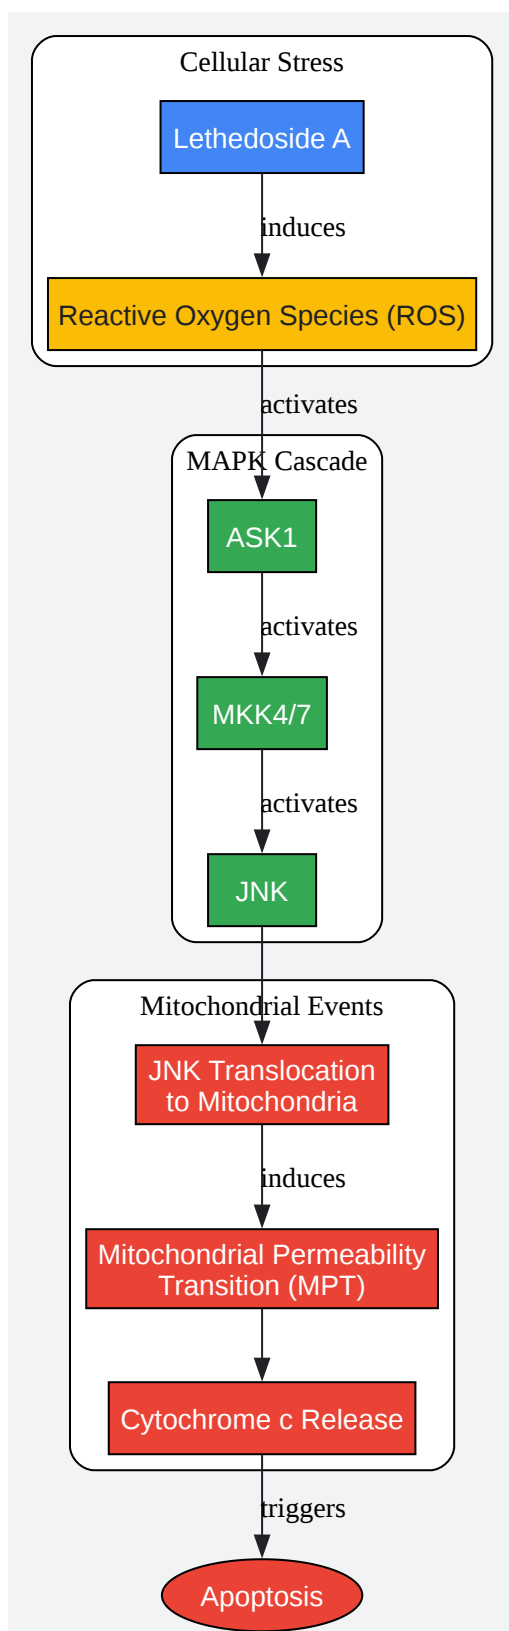 Cellular Stress
Lethedoside A
induces
Reactive Oxygen Species (ROS)
activates
MAPK Cascade
ASK1
activates
MKK4/7
activates
JNK
Mitochondrial Events
JNK Translocation
to Mitochondria
induces
Mitochondrial Permeability
Transition (MPT)
Cytochrome c Release
triggers
Apoptosis